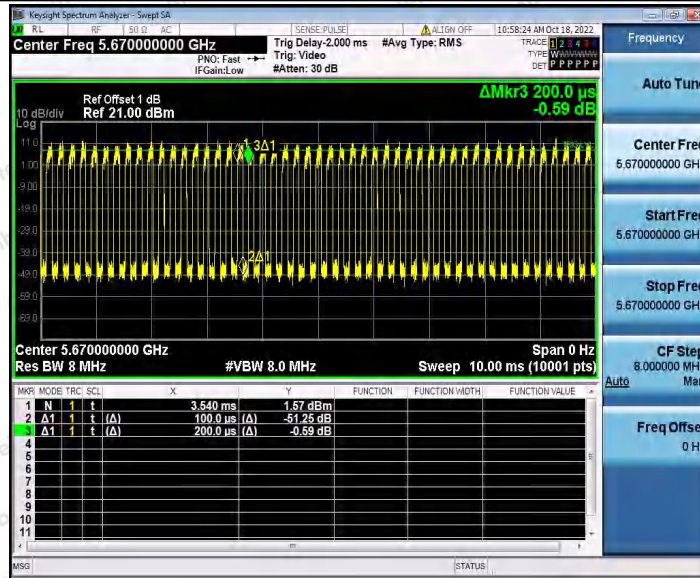 Keysight Spectrum Analyzer - Swept SA
RL RF 50 Ω AC SENSE:PULSE ALIGN OFF 10:58:24 AM Oct 18, 2022
Center Freq 5.670000000 GHz
PNO: Fast
IFGain:Low
Trig Delay-2.000 ms
Trig: Video
#Atten: 30 dB
#Avg Type: RMS
TRACE 1 2 3 4 5 6
TYPE W
DET P P P P P P
ΔMkr3 200.0 µs
-0.59 dB
Ref Offset 1 dB
10 dB/div Ref 21.00 dBm
Log
11.0
1.00
-9.00
-19.0
-29.0
-39.0
-49.0
-59.0
-69.0
1 3Δ1
2Δ1
Center 5.670000000 GHz Span 0 Hz
Res BW 8 MHz #VBW 8.0 MHz Sweep 10.00 ms (10001 pts)
MKR MODE TRC SCL X Y FUNCTION FUNCTION WIDTH FUNCTION VALUE
1 N 1 t 3.540 ms 1.57 dBm
2 Δ1 1 t (Δ) 100.0 µs (Δ) -51.25 dB
3 Δ1 1 t (Δ) 200.0 µs (Δ) -0.59 dB
4
5
6
7
8
9
10
11
MSG STATUS
Frequency
Auto Tun
Center Fre
5.670000000 GH
Start Fre
5.670000000 GH
Stop Fre
5.670000000 GH
CF Step
8.000000 MH
Auto Ma
Freq Offse
0 H